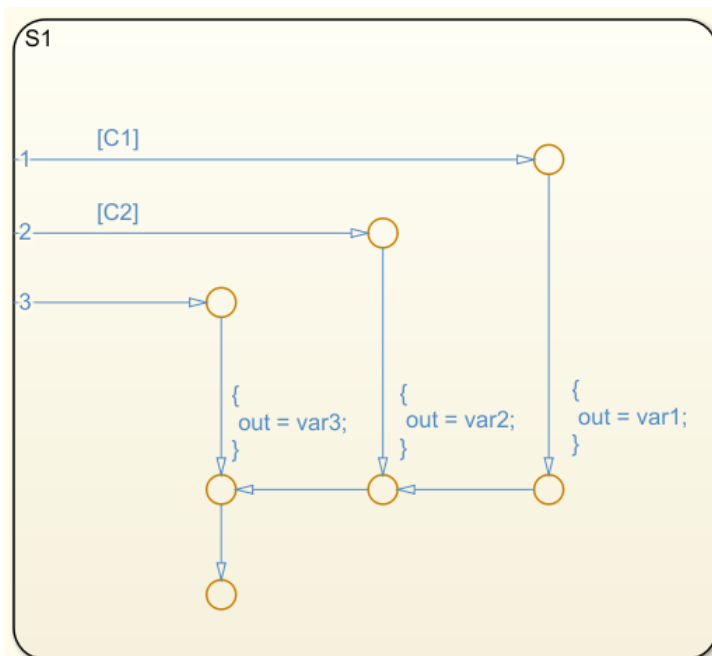 S1
[C1]
1
[C2]
2
3
{
out = var3;
}
{
out = var2;
}
{
out = var1;
}